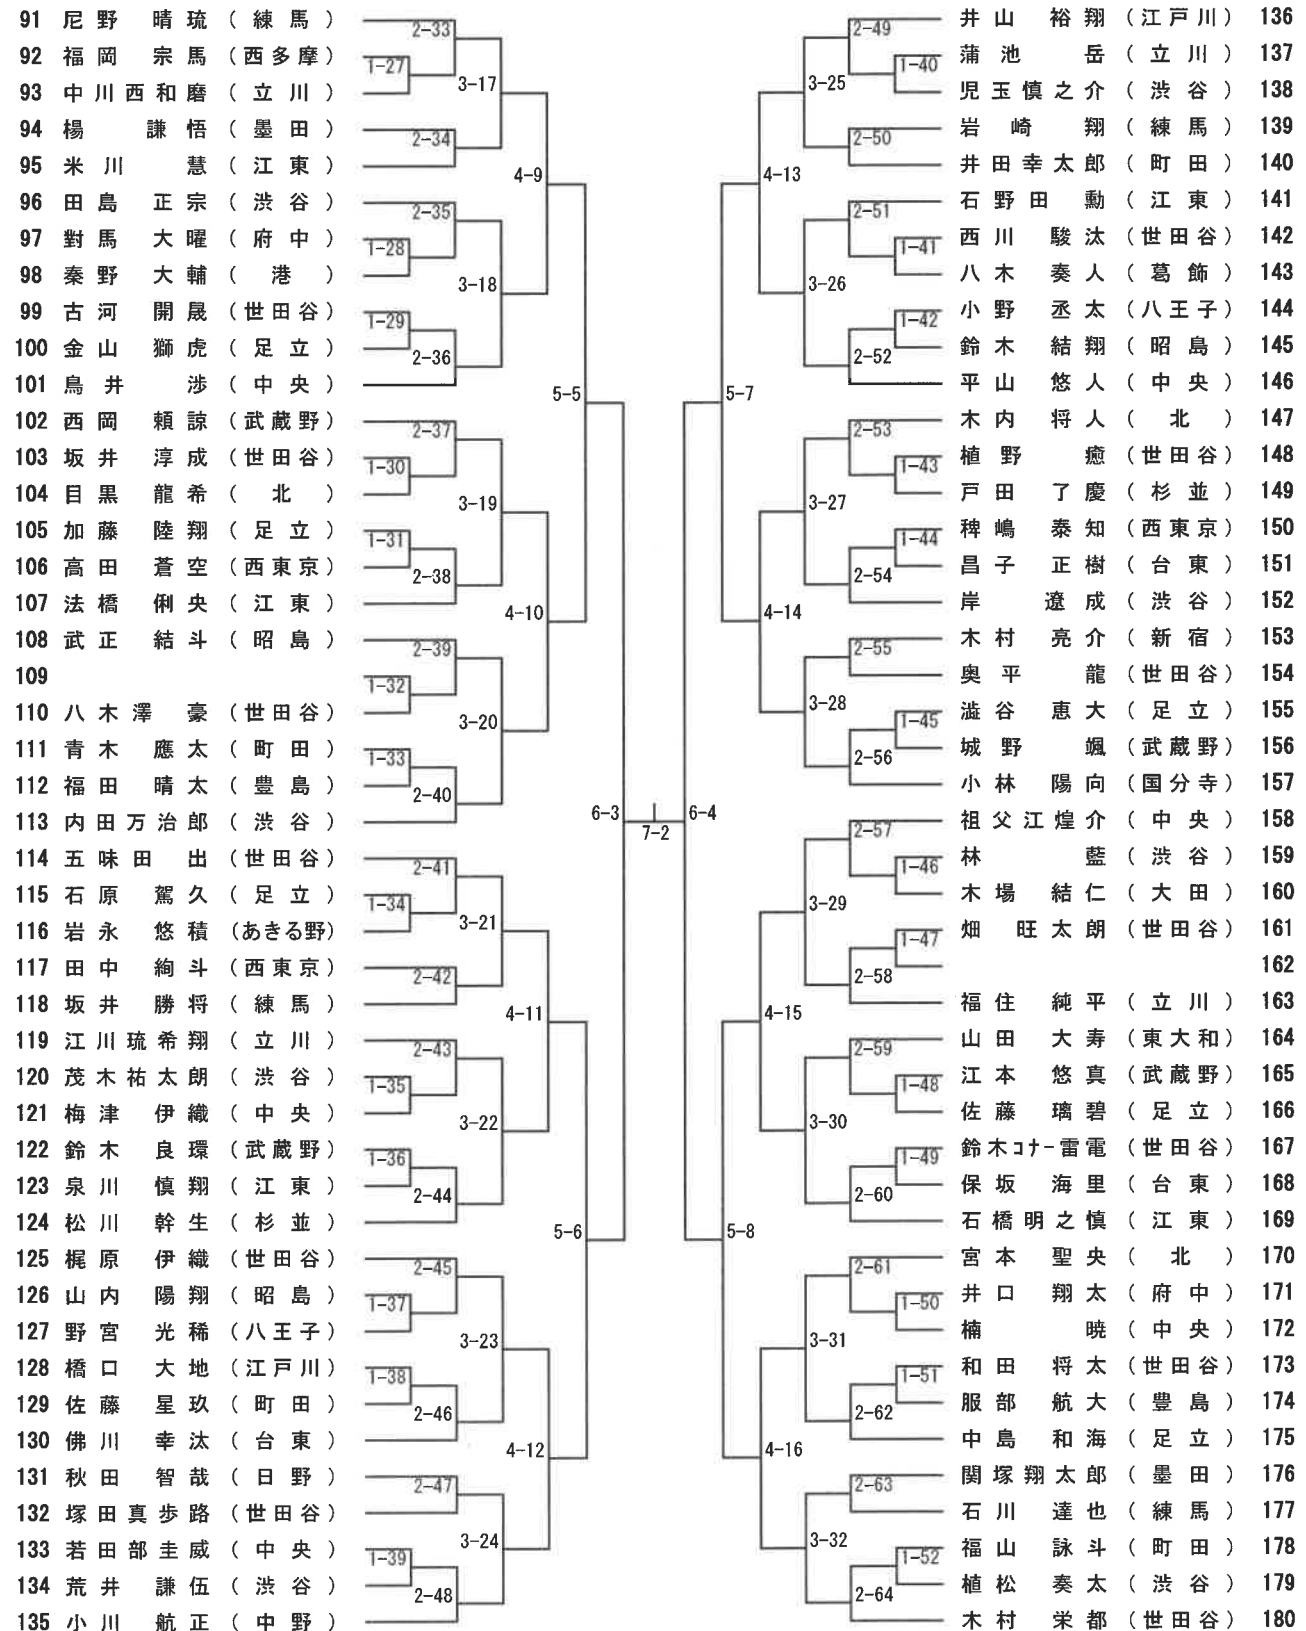 91 尼野 晴琉 (練馬)
92 福岡 宗馬 (西多摩)
93 中川西和磨 (立川)
94 楊 謙悟 (墨田)
95 米川 慧 (江東)
96 田島 正宗 (渋谷)
97 對馬 大曜 (府中)
98 秦野 大輔 (港)
99 古河 開晟 (世田谷)
100 金山 獅虎 (足立)
101 鳥井 渉 (中央)
102 西岡 頼諒 (武蔵野)
103 坂井 淳成 (世田谷)
104 目黒 龍希 (北)
105 加藤 陸翔 (足立)
106 高田 蒼空 (西東京)
107 法橋 俐央 (江東)
108 武正 結斗 (昭島)
109
110 八木澤 豪 (世田谷)
111 青木 應太 (町田)
112 福田 晴太 (豊島)
113 内田万治郎 (渋谷)
114 五味田 出 (世田谷)
115 石原 駕久 (足立)
116 岩永 悠積 (あきる野)
117 田中 絢斗 (西東京)
118 坂井 勝将 (練馬)
119 江川琉希翔 (立川)
120 茂木祐太朗 (渋谷)
121 梅津 伊織 (中央)
122 鈴木 良環 (武蔵野)
123 泉川 慎翔 (江東)
124 松川 幹生 (杉並)
125 梶原 伊織 (世田谷)
126 山内 陽翔 (昭島)
127 野宮 光稀 (八王子)
128 橋口 大地 (江戸川)
129 佐藤 星玖 (町田)
130 佛川 幸汰 (台東)
131 秋田 智哉 (日野)
132 塚田真歩路 (世田谷)
133 若田部圭威 (中央)
134 荒井 謙伍 (渋谷)
135 小川 航正 (中野)
2-33
1-27
3-17
2-34
4-9
2-35
1-28
3-18
1-29
2-36
5-5
2-37
1-30
3-19
1-31
2-38
4-10
2-39
1-32
3-20
1-33
2-40
6-3
2-41
1-34
3-21
2-42
4-11
2-43
1-35
3-22
1-36
2-44
5-6
2-45
1-37
3-23
1-38
2-46
4-12
2-47
3-24
1-39
2-48
7-2
2-49
1-40
3-25
2-50
4-13
2-51
1-41
3-26
1-42
2-52
5-7
2-53
1-43
3-27
1-44
2-54
4-14
2-55
3-28
1-45
2-56
6-4
2-57
1-46
3-29
1-47
2-58
4-15
2-59
1-48
3-30
1-49
2-60
5-8
2-61
1-50
3-31
1-51
2-62
4-16
2-63
3-32
1-52
2-64
井山 裕翔 (江戸川) 136
蒲池 岳 (立川) 137
児玉慎之介 (渋谷) 138
岩崎 翔 (練馬) 139
井田幸太郎 (町田) 140
石野田 勳 (江東) 141
西川 駿汰 (世田谷) 142
八木 奏人 (葛飾) 143
小野 丞太 (八王子) 144
鈴木 結翔 (昭島) 145
平山 悠人 (中央) 146
木内 将人 (北) 147
植野 癒 (世田谷) 148
戸田 了慶 (杉並) 149
稗嶋 泰知 (西東京) 150
昌子 正樹 (台東) 151
岸 遼成 (渋谷) 152
木村 亮介 (新宿) 153
奥平 龍 (世田谷) 154
澁谷 恵大 (足立) 155
城野 颯 (武蔵野) 156
小林 陽向 (国分寺) 157
祖父江煌介 (中央) 158
林 藍 (渋谷) 159
木場 結仁 (大田) 160
畑 旺太朗 (世田谷) 161
162
福住 純平 (立川) 163
山田 大寿 (東大和) 164
江本 悠真 (武蔵野) 165
佐藤 璃碧 (足立) 166
鈴木ｺﾅｰ雷電 (世田谷) 167
保坂 海里 (台東) 168
石橋明之慎 (江東) 169
宮本 聖央 (北) 170
井口 翔太 (府中) 171
楠 暁 (中央) 172
和田 将太 (世田谷) 173
服部 航大 (豊島) 174
中島 和海 (足立) 175
関塚翔太郎 (墨田) 176
石川 達也 (練馬) 177
福山 詠斗 (町田) 178
植松 奏太 (渋谷) 179
木村 栄都 (世田谷) 180